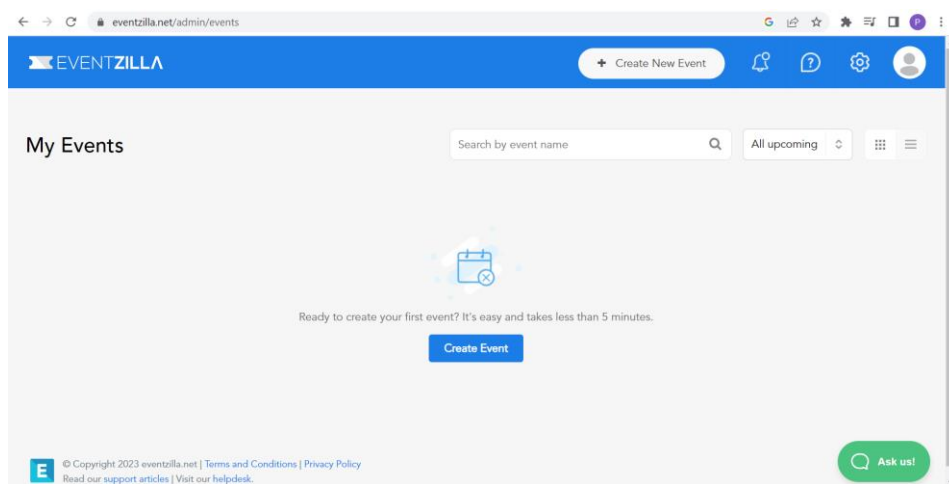 eventzilla.net/admin/events
G
P
EVENTZILLA
+ Create New Event
?
My Events
Search by event name
All upcoming
Ready to create your first event? It's easy and takes less than 5 minutes.
Create Event
E
© Copyright 2023 eventzilla.net | Terms and Conditions | Privacy Policy
Read our support articles | Visit our helpdesk.
Ask us!